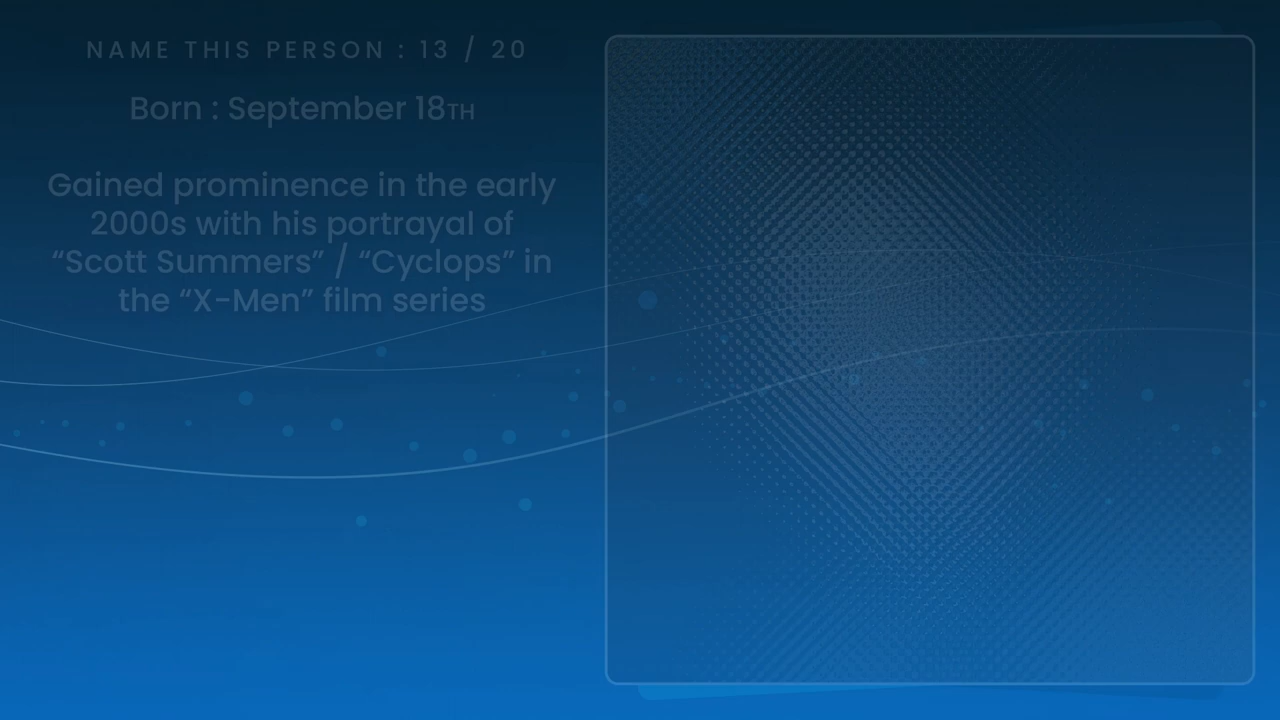 NAME THIS PERSON : 13 / 20
Born : September 18TH
Gained prominence in the early
2000s with his portrayal of
“Scott Summers” / “Cyclops” in
the “X-Men” film series